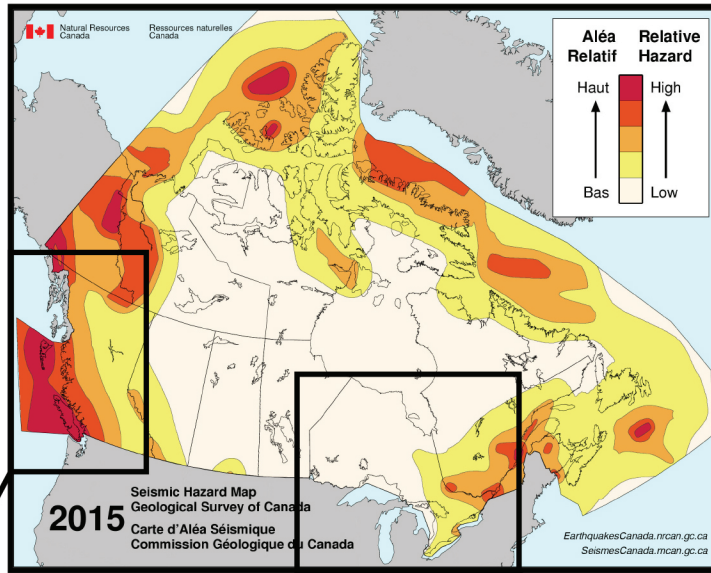 Natural Resources
Canada
Ressources naturelles
Canada
Aléa
Relatif
Relative
Hazard
Haut
High
Bas
Low
2015
Seismic Hazard Map
Geological Survey of Canada
Carte d'Aléa Séismique
Commission Géologique du Canada
EarthquakesCanada.nrcan.gc.ca
SeismesCanada.rncan.gc.ca